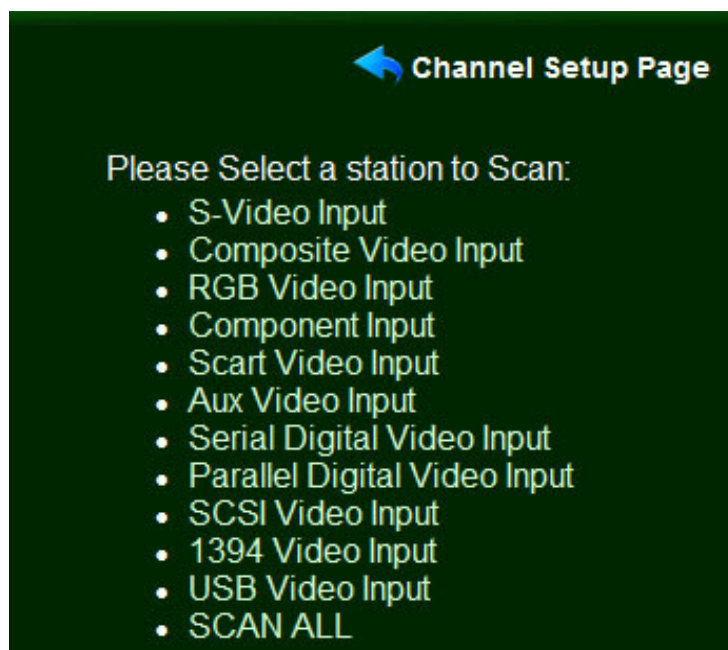 Channel Setup Page
Please Select a station to Scan:
S-Video Input
Composite Video Input
RGB Video Input
Component Input
Scart Video Input
Aux Video Input
Serial Digital Video Input
Parallel Digital Video Input
SCSI Video Input
1394 Video Input
USB Video Input
SCAN ALL